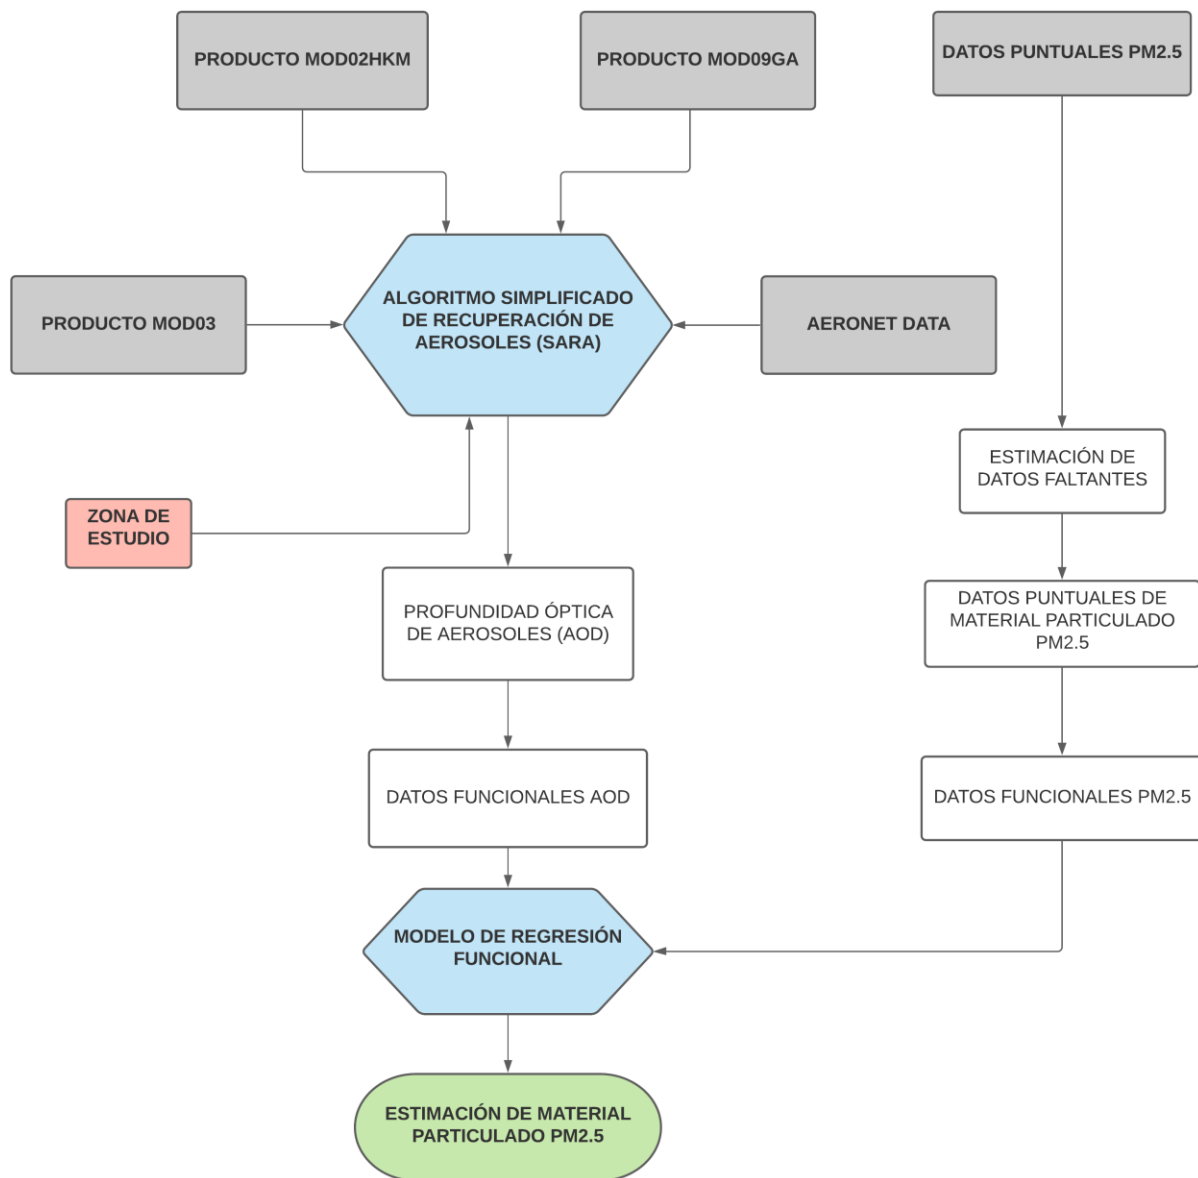 PRODUCTO MOD02HKM
PRODUCTO MOD09GA
DATOS PUNTUALES PM2.5
ALGORITMO SIMPLIFICADO
DE RECUPERACIÓN DE
AEROSOLES (SARA)
PRODUCTO MOD03
AERONET DATA
ESTIMACIÓN DE
DATOS FALTANTES
ZONA DE
ESTUDIO
PROFUNDIDAD ÓPTICA
DE AEROSOLES (AOD)
DATOS PUNTUALES DE
MATERIAL PARTICULADO
PM2.5
DATOS FUNCIONALES AOD
DATOS FUNCIONALES PM2.5
MODELO DE REGRESIÓN
FUNCIONAL
ESTIMACIÓN DE MATERIAL
PARTICULADO PM2.5